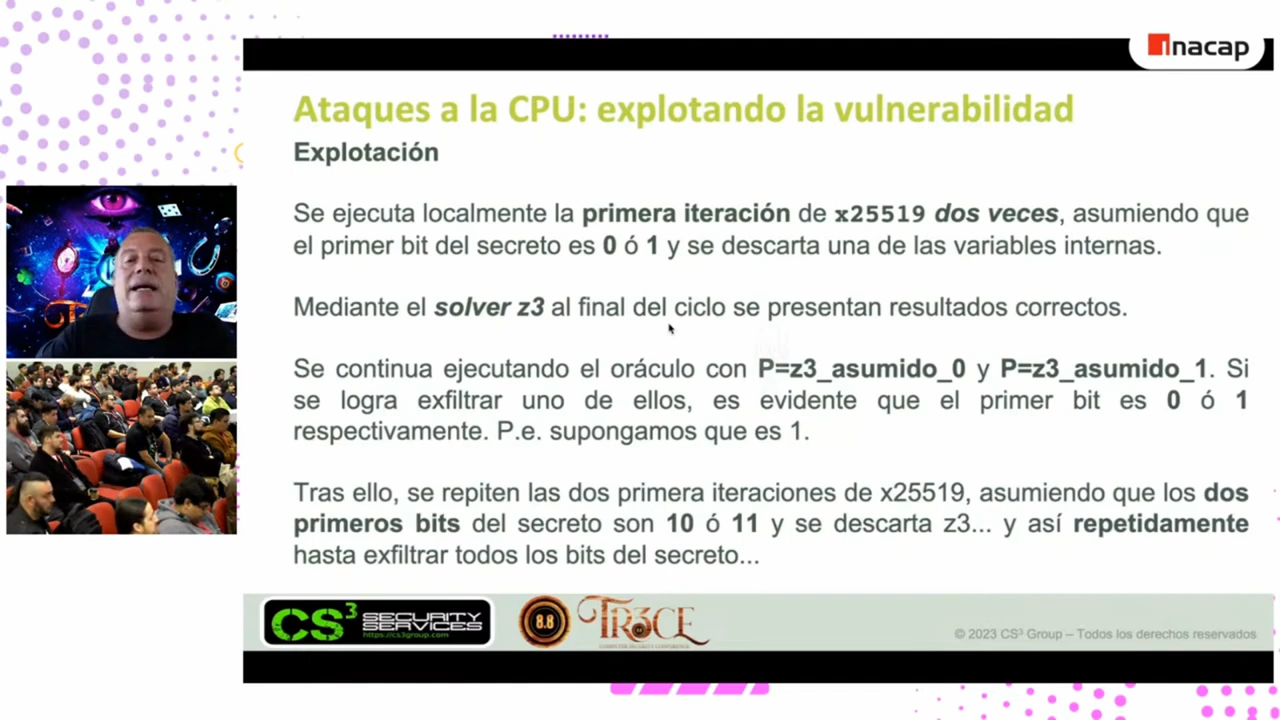 ınacap
Ataques a la CPU: explotando la vulnerabilidad
Explotación
Se ejecuta localmente la primera iteración de x25519 dos veces, asumiendo que
el primer bit del secreto es 0 ó 1 y se descarta una de las variables internas.
Mediante el solver z3 al final del ciclo se presentan resultados correctos.
Se continua ejecutando el oráculo con P=z3_asumido_0 y P=z3_asumido_1. Si
se logra exfiltrar uno de ellos, es evidente que el primer bit es 0 ó 1
respectivamente. P.e. supongamos que es 1.
Tras ello, se repiten las dos primera iteraciones de x25519, asumiendo que los dos
primeros bits del secreto son 10 ó 11 y se descarta z3... y así repetidamente
hasta exfiltrar todos los bits del secreto...
CS³ SECURITY SERVICES
https://cs3group.com
8.8
TR3CE
© 2023 CS³ Group – Todos los derechos reservados